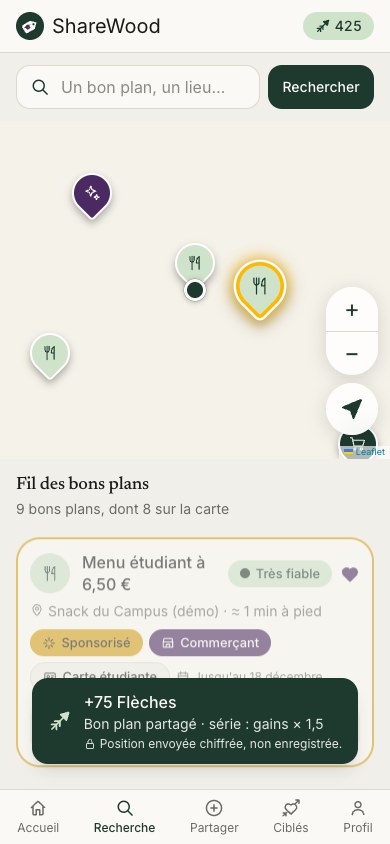 ShareWood
425
Un bon plan, un lieu...
Rechercher
+
−
Leaflet
Fil des bons plans
9 bons plans, dont 8 sur la carte
Menu étudiant à
6,50 €
Très fiable
Snack du Campus (démo) · ≈ 1 min à pied
Sponsorisé
Commerçant
Carte étudiante
Jusqu'au 18 décembre
+75 Flèches
Bon plan partagé · série : gains × 1,5
Position envoyée chiffrée, non enregistrée.
Accueil
Recherche
Partager
Ciblés
Profil